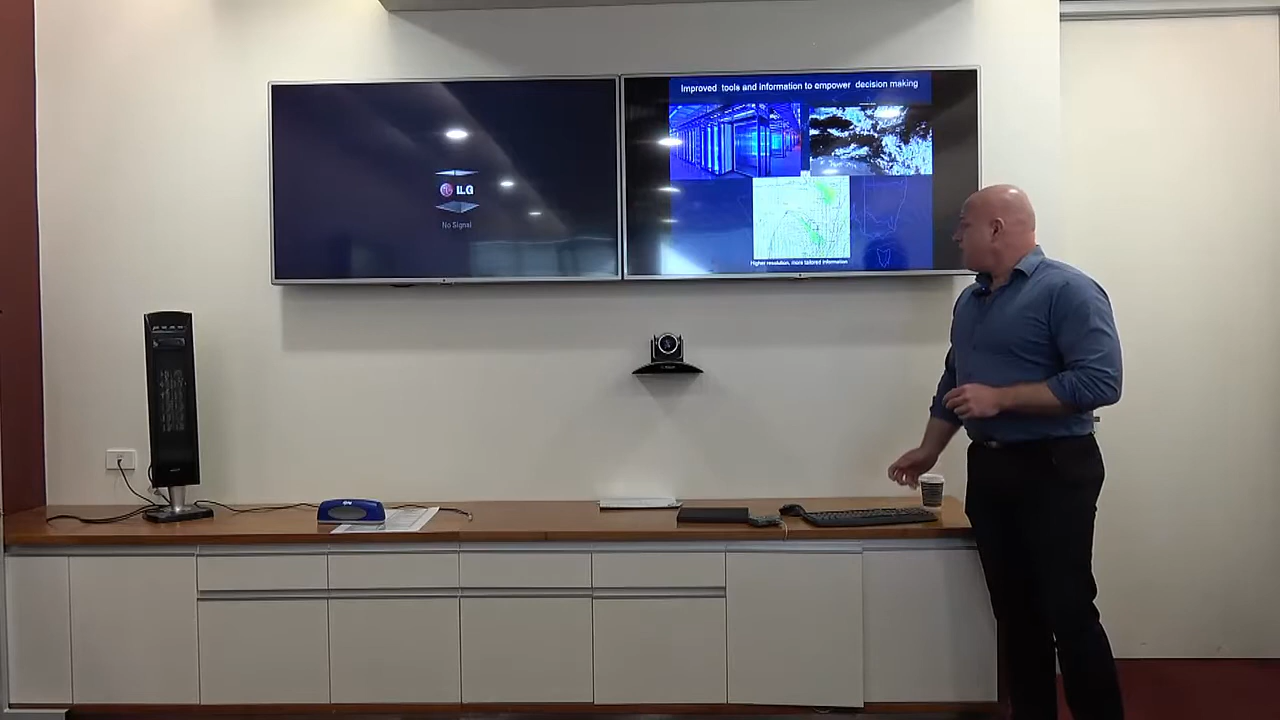 Improved tools and information to empower decision making
LG
No Signal
Higher resolution, more tailored information